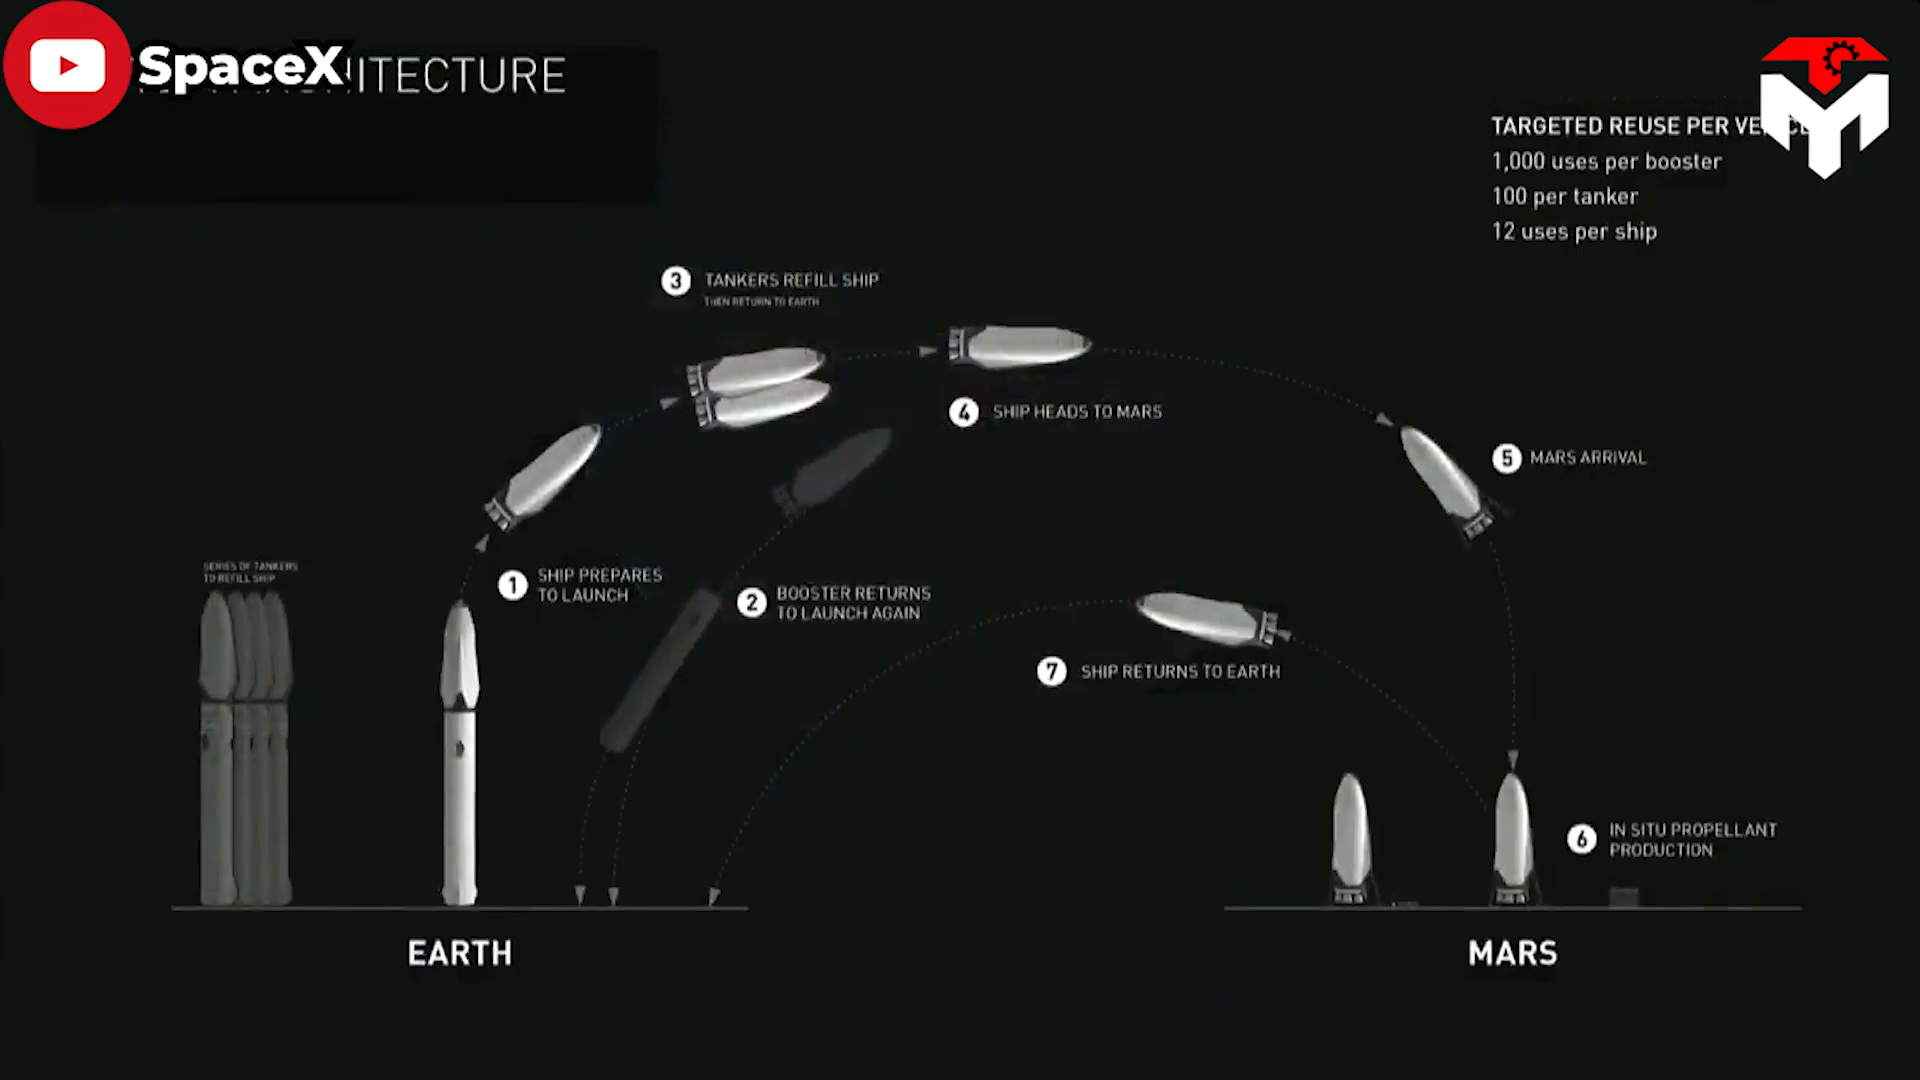 SpaceX
ITECTURE
TARGETED REUSE PER
1,000 uses per booster
100 per tanker
12 uses per ship
3 TANKERS REFILL SHIP
THEN RETURN TO EARTH
4 SHIP HEADS TO MARS
5 MARS ARRIVAL
SERIES OF TANKERS
TO REFILL SHIP
1 SHIP PREPARES
TO LAUNCH
2 BOOSTER RETURNS
TO LAUNCH AGAIN
7 SHIP RETURNS TO EARTH
6 IN SITU PROPELLANT
PRODUCTION
EARTH
MARS